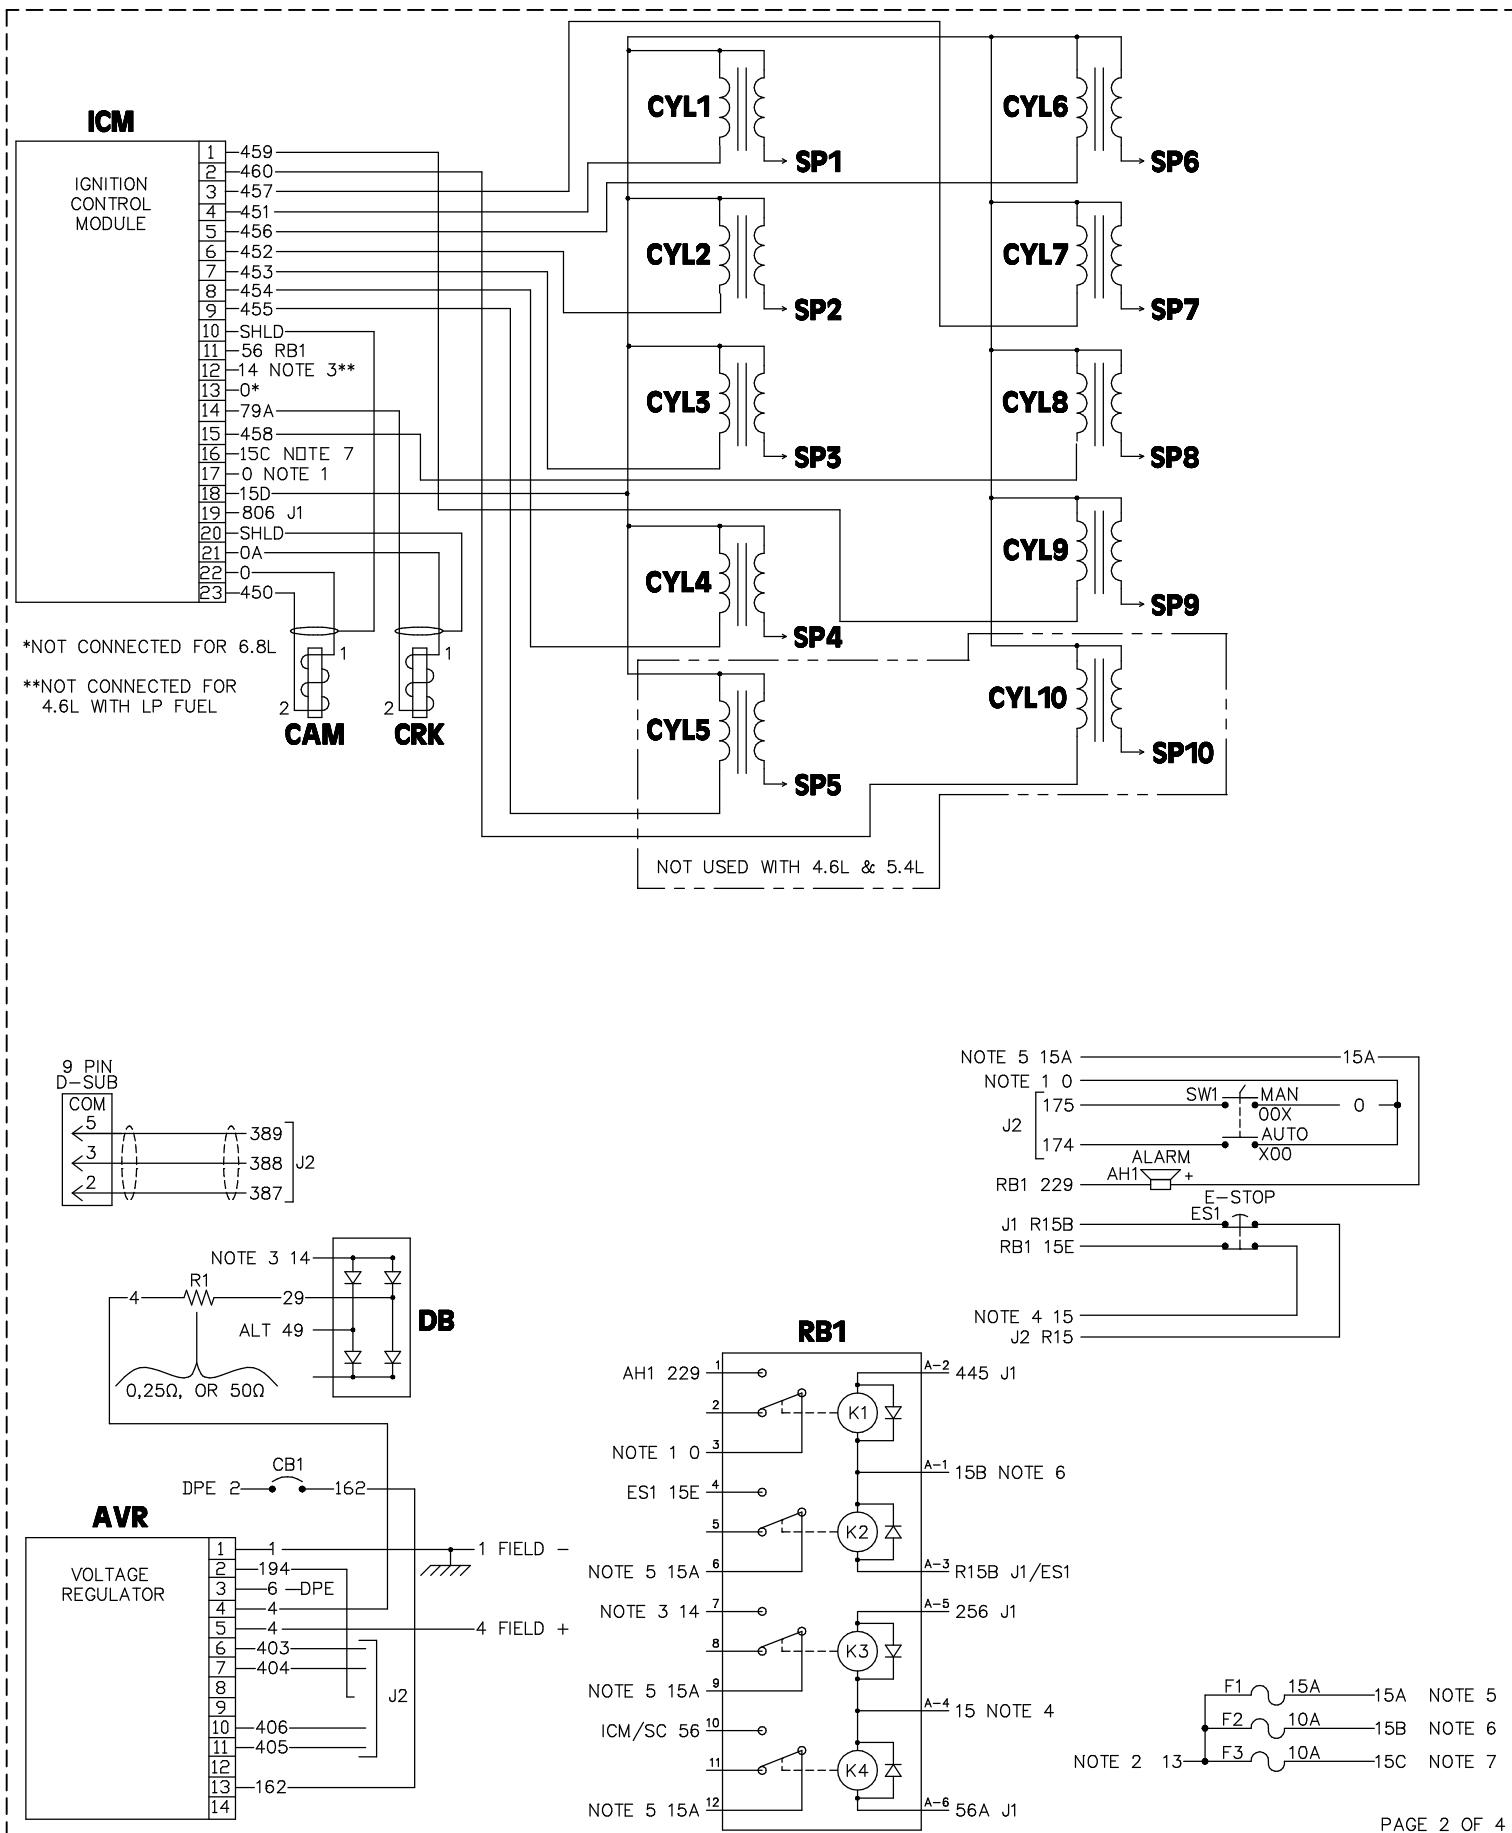 ICM
IGNITION
CONTROL
MODULE
1 459
2 460
3 457
4 451
5 456
6 452
7 453
8 454
9 455
10 SHLD
11 56 RB1
12 14 NOTE 3**
13 0*
14 79A
15 458
16 15C NOTE 7
17 0 NOTE 1
18 15D
19 806 J1
20 SHLD
21 0A
22 0
23 450
*NOT CONNECTED FOR 6.8L
**NOT CONNECTED FOR
4.6L WITH LP FUEL
1
2
CAM
1
2
CRK
CYL1
SP1
CYL2
SP2
CYL3
SP3
CYL4
SP4
CYL5
SP5
CYL6
SP6
CYL7
SP7
CYL8
SP8
CYL9
SP9
CYL10
SP10
NOT USED WITH 4.6L & 5.4L
9 PIN
D-SUB
COM
5 389
3 388 J2
2 387
NOTE 3 14
R1
4 29
ALT 49
DB
0,25Ω, OR 50Ω
CB1
DPE 2 162
AVR
VOLTAGE
REGULATOR
1 1 1 FIELD -
2 194
3 6 DPE
4 4
5 4 4 FIELD +
6 403
7 404
8
9
J2
10 406
11 405
12
13 162
14
NOTE 5 15A 15A
NOTE 1 0
J2
175 SW1 MAN 0
00X
174 AUTO
X00
ALARM
RB1 229 AH1 +
E-STOP
ES1
J1 R15B
RB1 15E
NOTE 4 15
J2 R15
RB1
AH1 229 1
2
NOTE 1 0 3
ES1 15E 4
5
NOTE 5 15A 6
NOTE 3 14 7
8
NOTE 5 15A 9
ICM/SC 56 10
11
NOTE 5 15A 12
K1
K2
K3
K4
A-2 445 J1
A-1 15B NOTE 6
A-3 R15B J1/ES1
A-5 256 J1
A-4 15 NOTE 4
A-6 56A J1
F1 15A 15A NOTE 5
F2 10A 15B NOTE 6
NOTE 2 13 F3 10A 15C NOTE 7
PAGE 2 OF 4